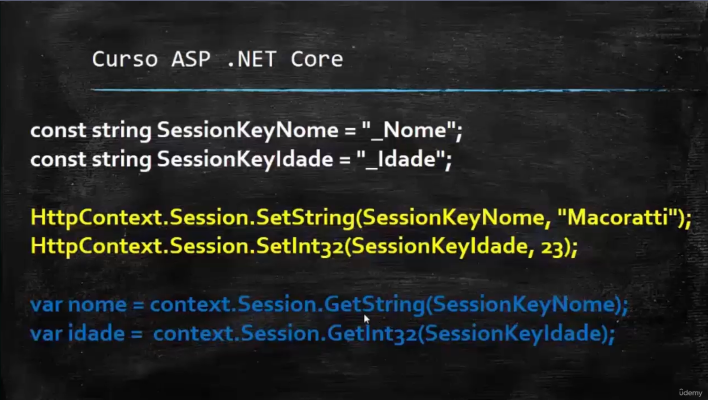 Curso ASP .NET Core
const string SessionKeyNome = "_Nome";
const string SessionKeyIdade = "_Idade";
HttpContext.Session.SetString(SessionKeyNome, "Macoratti");
HttpContext.Session.SetInt32(SessionKeyIdade, 23);
var nome = context.Session.GetString(SessionKeyNome);
var idade = context.Session.GetInt32(SessionKeyIdade);
ûdemy